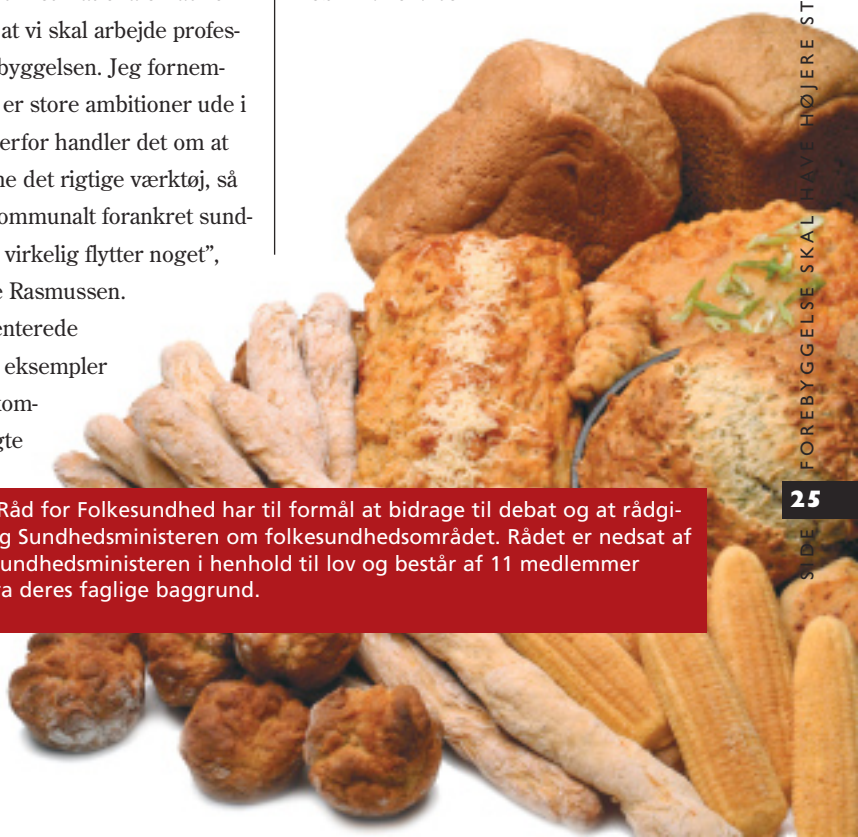 at vi skal arbejde profes-
byggelsen. Jeg fornem-
er store ambitioner ude i
erfor handler det om at
ne det rigtige værktøj, så
ommunalt forankret sund-
virkelig flytter noget”,
e Rasmussen.
enterede
eksempler
kom-
gte
Råd for Folkesundhed har til formål at bidrage til debat og at rådgi-
g Sundhedsministeren om folkesundhedsområdet. Rådet er nedsat af
undhedsministeren i henhold til lov og består af 11 medlemmer
ra deres faglige baggrund.
SIDE 25 FOREBYGGELSE SKAL HAVE HØJERE ST